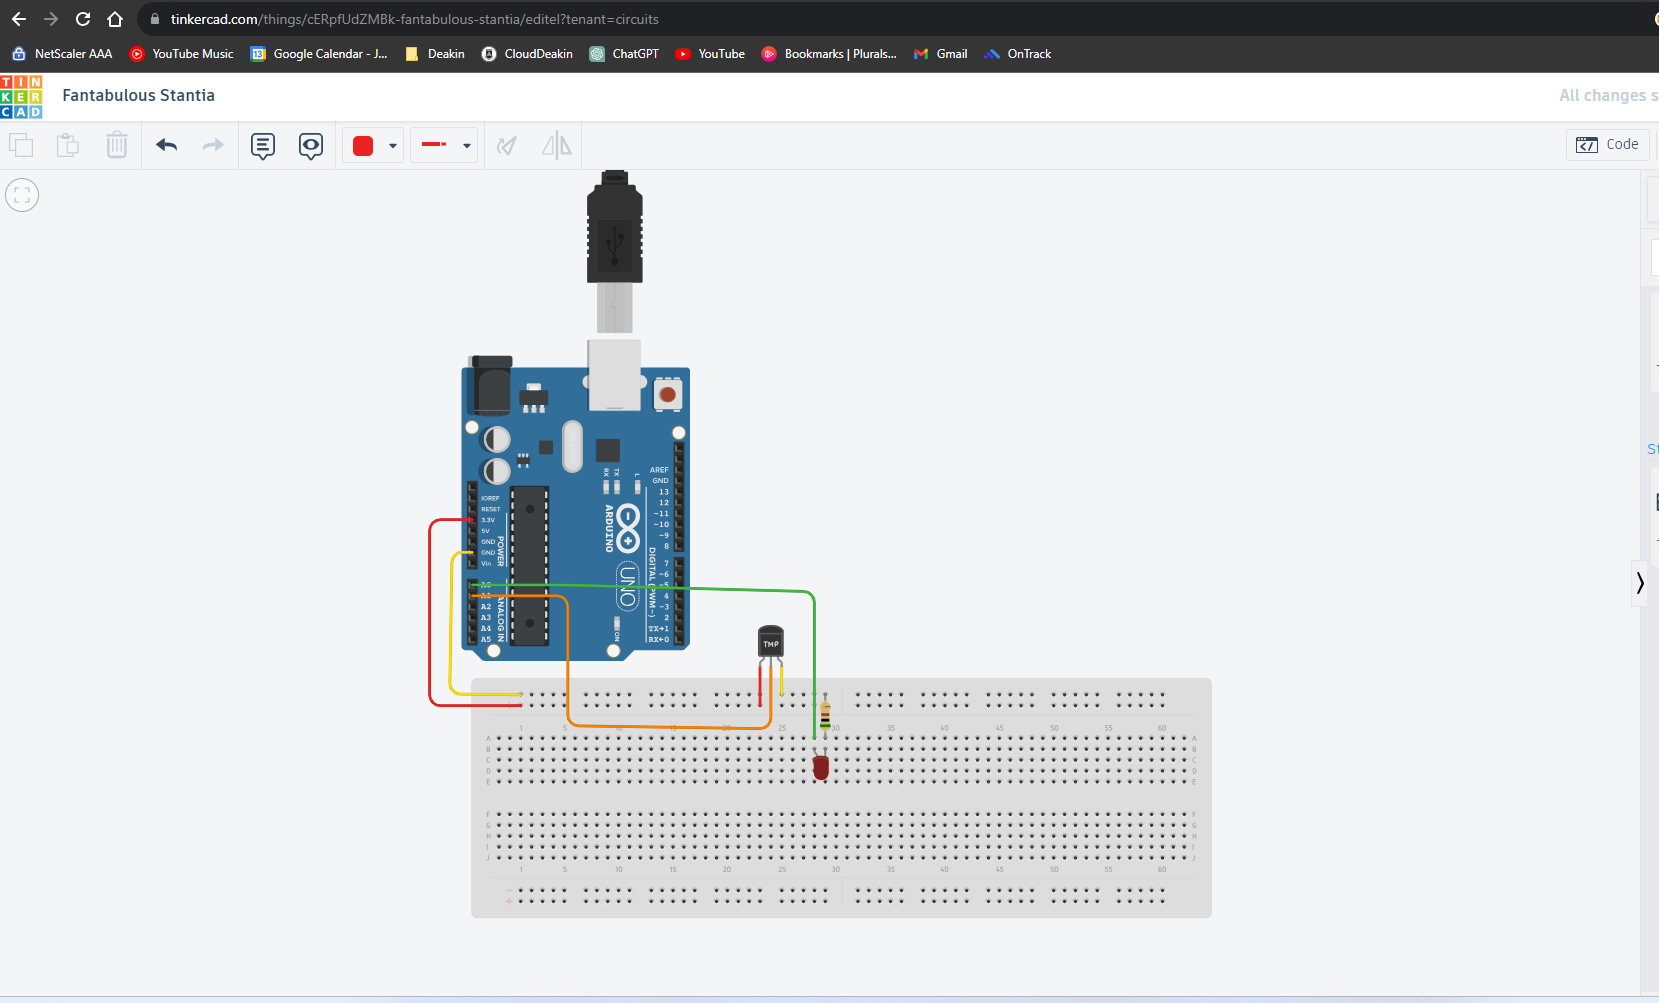 tinkercad.com/things/cERpfUdZMBk-fantabulous-stantia/editel?tenant=circuits
NetScaler AAA YouTube Music Google Calendar - J... Deakin CloudDeakin ChatGPT YouTube Bookmarks | Plurals... Gmail OnTrack
TIN
KER
CAD
Fantabulous Stantia
All changes s
Code
St
AREF
GND
13
12
~11
~10
~9
8
7
~6
~5
4
~3
2
TX→1
RX←0
IOREF
RESET
3.3V
5V
GND
GND
Vin
A0
A1
A2
A3
A4
A5
POWER
ANALOG IN
RX TX L
ARDUINO
UNO
DIGITAL (PWM~)
ON
TMP
1 5 10 15 20 25 30 35 40 45 50 55 60
A A
B B
C C
D D
E E
F F
G G
H H
I I
J J
1 5 10 15 20 25 30 35 40 45 50 55 60